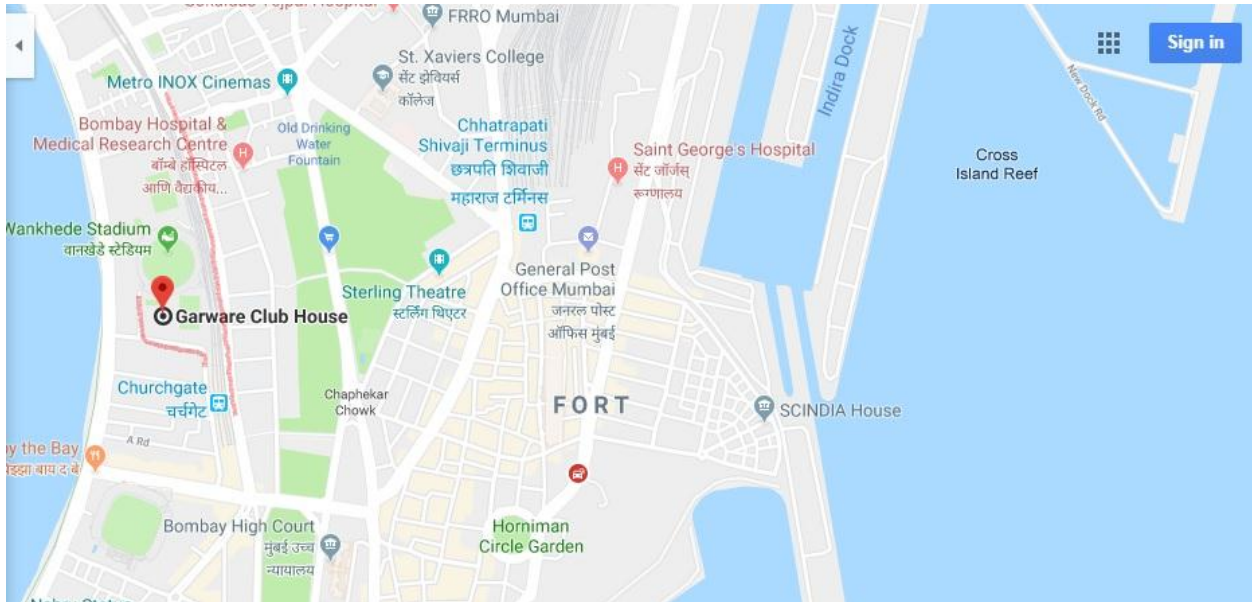 FRRO Mumbai
Sign in
St. Xaviers College
सेंट झेवियर्स
कॉलेज
Metro INOX Cinemas
Indira Dock
New Dock Rd
Bombay Hospital &
Medical Research Centre
बॉम्बे हॉस्पिटल
आणि वैद्यकीय...
Old Drinking
Water
Fountain
Chhatrapati
Shivaji Terminus
छत्रपति शिवाजी
महाराज टर्मिनस
Saint George's Hospital
सेंट जॉर्जस्
रूग्णालय
Cross
Island Reef
Wankhede Stadium
वानखेडे स्टेडियम
Sterling Theatre
स्टर्लिंग थिएटर
General Post
Office Mumbai
जनरल पोस्ट
ऑफिस मुंबई
Garware Club House
Churchgate
चर्चगेट
Chaphekar
Chowk
FORT
SCINDIA House
A Rd
by the Bay
बाय द बे
Bombay High Court
मुंबई उच्च
न्यायालय
Horniman
Circle Garden